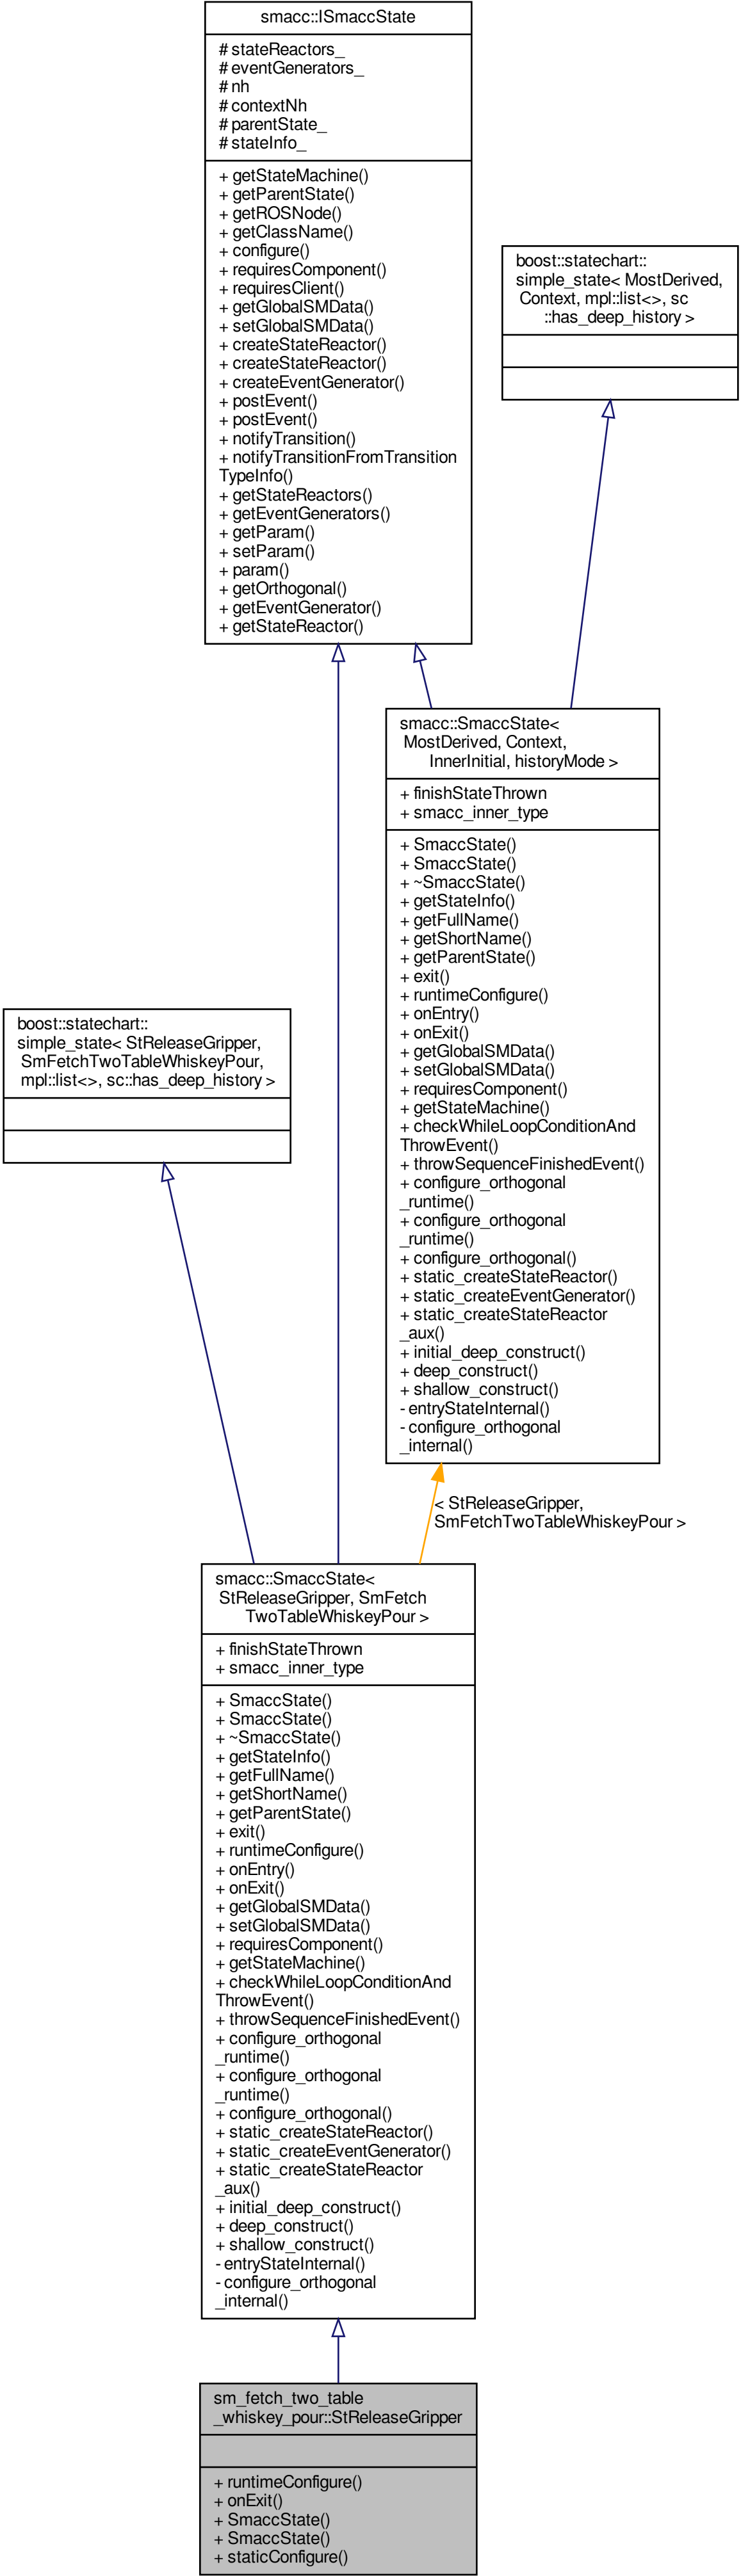 smacc::ISmaccState
# stateReactors_
# eventGenerators_
# nh
# contextNh
# parentState_
# stateInfo_
+ getStateMachine()
+ getParentState()
+ getROSNode()
+ getClassName()
+ configure()
+ requiresComponent()
+ requiresClient()
+ getGlobalSMData()
+ setGlobalSMData()
+ createStateReactor()
+ createStateReactor()
+ createEventGenerator()
+ postEvent()
+ postEvent()
+ notifyTransition()
+ notifyTransitionFromTransition
TypeInfo()
+ getStateReactors()
+ getEventGenerators()
+ getParam()
+ setParam()
+ param()
+ getOrthogonal()
+ getEventGenerator()
+ getStateReactor()
boost::statechart::
simple_state< MostDerived,
Context, mpl::list<>, sc
::has_deep_history >
smacc::SmaccState<
MostDerived, Context,
InnerInitial, historyMode >
+ finishStateThrown
+ smacc_inner_type
+ SmaccState()
+ SmaccState()
+ ~SmaccState()
+ getStateInfo()
+ getFullName()
+ getShortName()
+ getParentState()
+ exit()
+ runtimeConfigure()
+ onEntry()
+ onExit()
+ getGlobalSMData()
+ setGlobalSMData()
+ requiresComponent()
+ getStateMachine()
+ checkWhileLoopConditionAnd
ThrowEvent()
+ throwSequenceFinishedEvent()
+ configure_orthogonal
_runtime()
+ configure_orthogonal
_runtime()
+ configure_orthogonal()
+ static_createStateReactor()
+ static_createEventGenerator()
+ static_createStateReactor
_aux()
+ initial_deep_construct()
+ deep_construct()
+ shallow_construct()
- entryStateInternal()
- configure_orthogonal
_internal()
boost::statechart::
simple_state< StReleaseGripper,
SmFetchTwoTableWhiskeyPour,
mpl::list<>, sc::has_deep_history >
< StReleaseGripper,
SmFetchTwoTableWhiskeyPour >
smacc::SmaccState<
StReleaseGripper, SmFetch
TwoTableWhiskeyPour >
+ finishStateThrown
+ smacc_inner_type
+ SmaccState()
+ SmaccState()
+ ~SmaccState()
+ getStateInfo()
+ getFullName()
+ getShortName()
+ getParentState()
+ exit()
+ runtimeConfigure()
+ onEntry()
+ onExit()
+ getGlobalSMData()
+ setGlobalSMData()
+ requiresComponent()
+ getStateMachine()
+ checkWhileLoopConditionAnd
ThrowEvent()
+ throwSequenceFinishedEvent()
+ configure_orthogonal
_runtime()
+ configure_orthogonal
_runtime()
+ configure_orthogonal()
+ static_createStateReactor()
+ static_createEventGenerator()
+ static_createStateReactor
_aux()
+ initial_deep_construct()
+ deep_construct()
+ shallow_construct()
- entryStateInternal()
- configure_orthogonal
_internal()
sm_fetch_two_table
_whiskey_pour::StReleaseGripper
+ runtimeConfigure()
+ onExit()
+ SmaccState()
+ SmaccState()
+ staticConfigure()